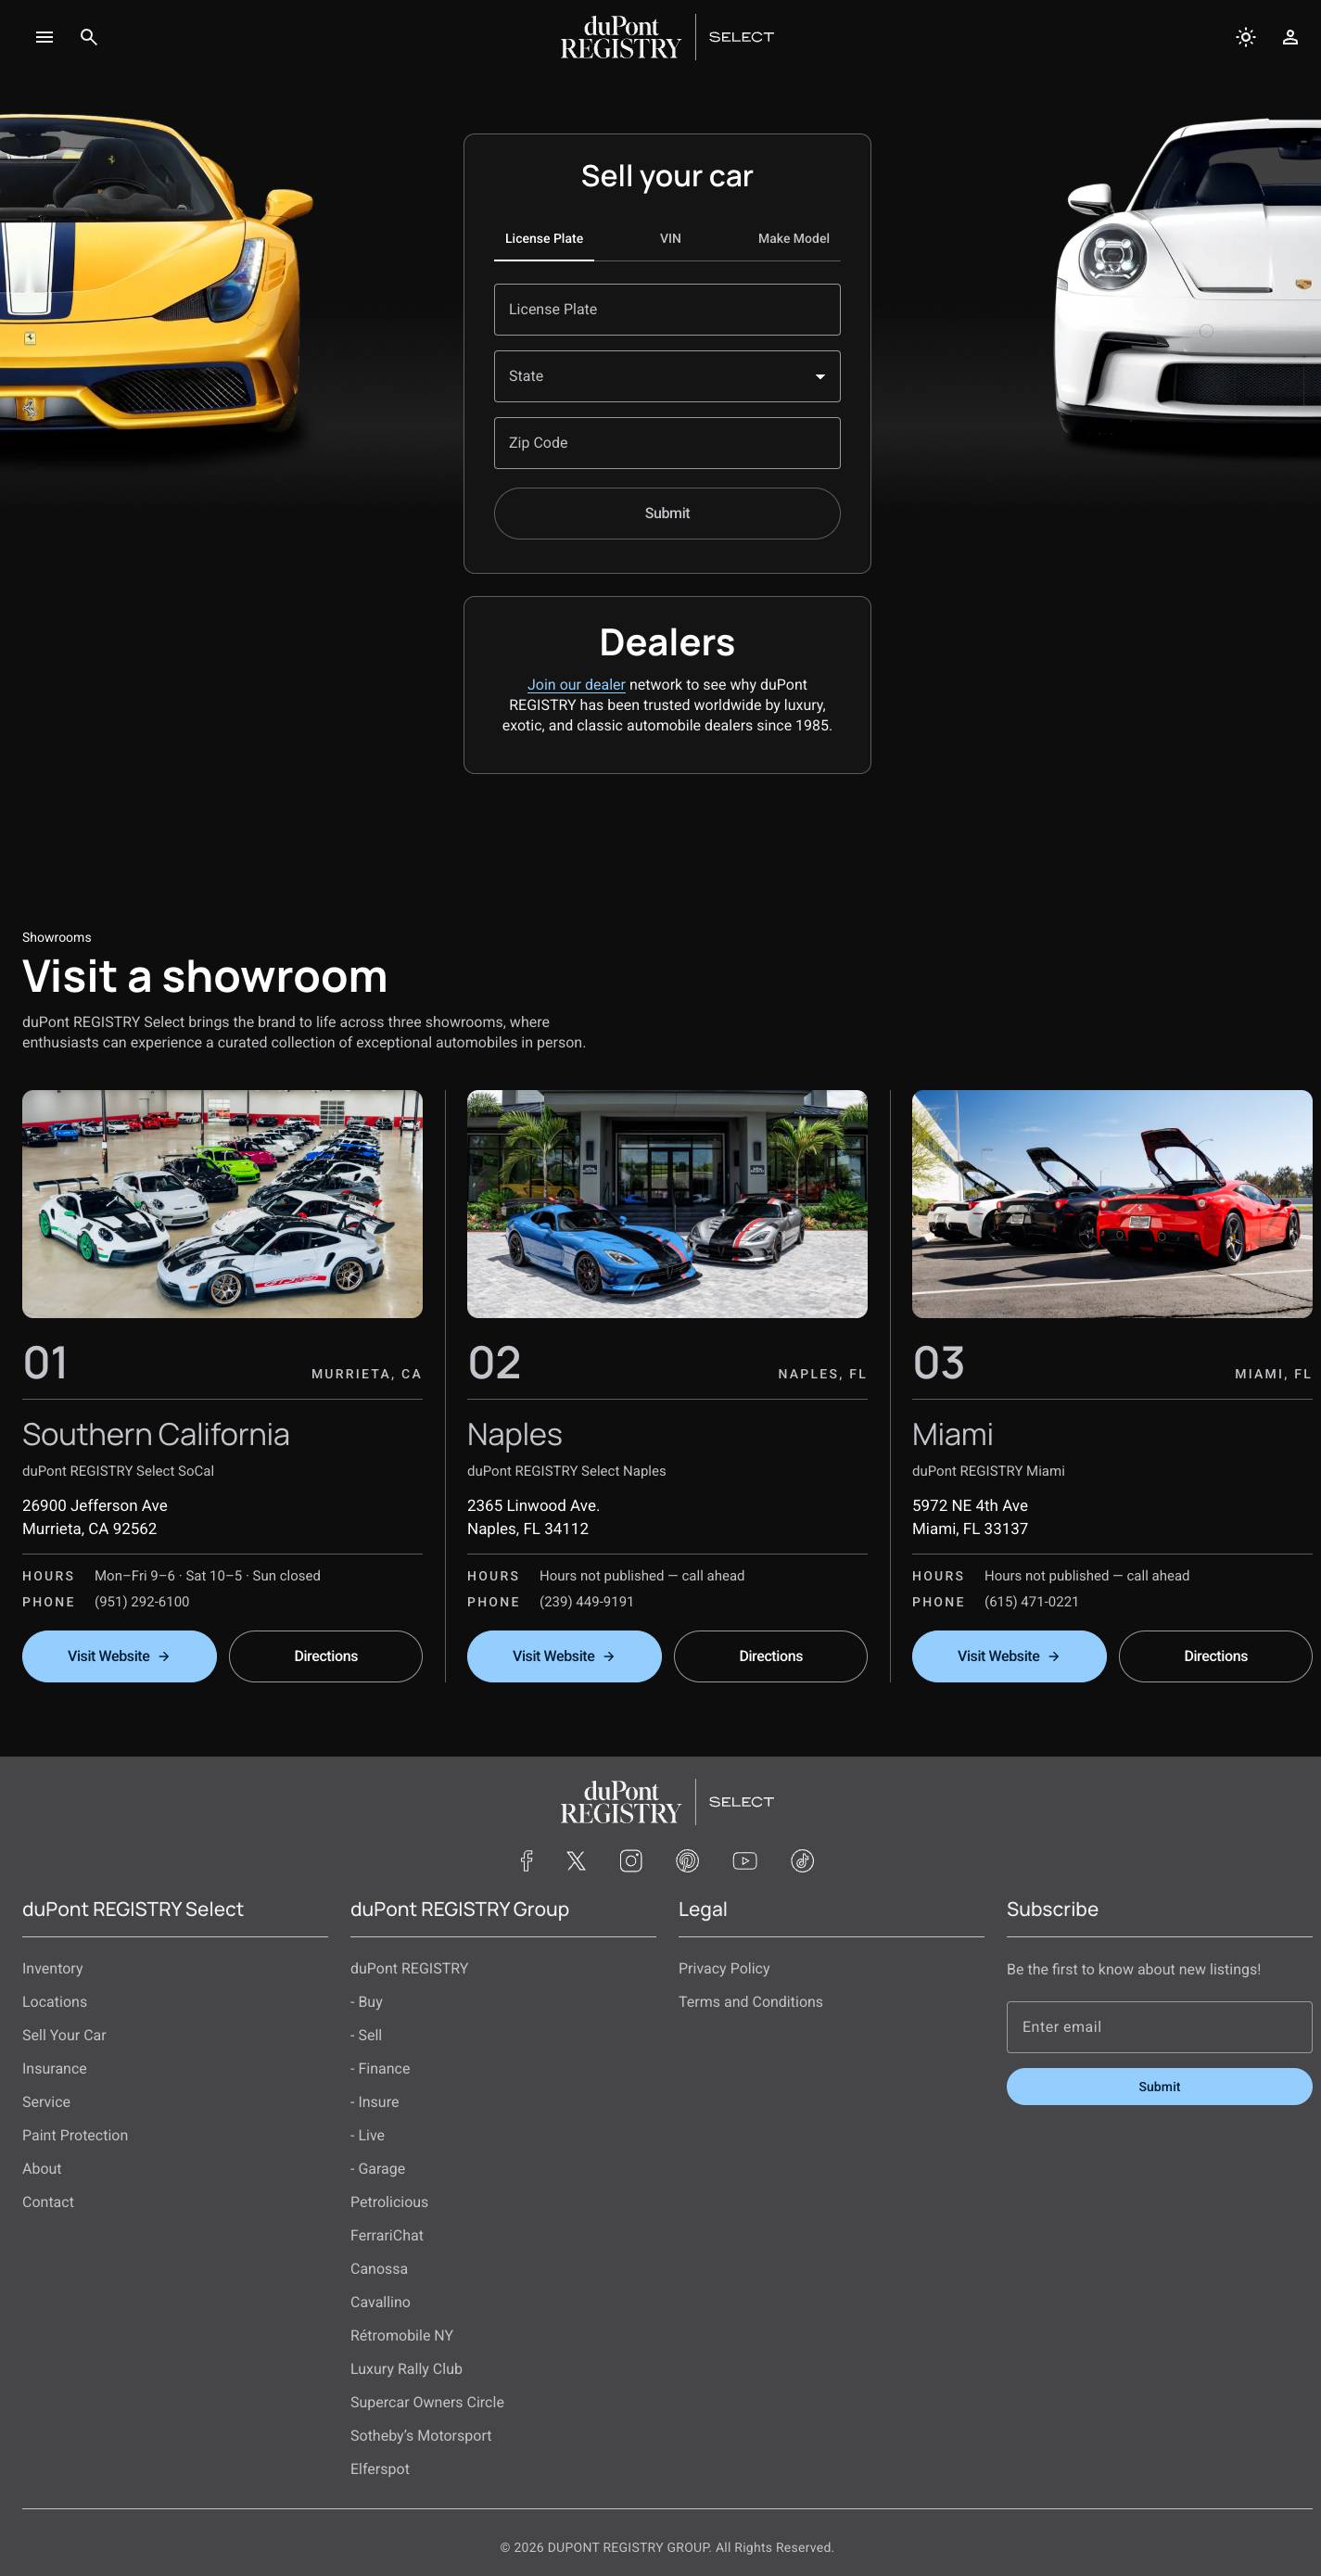 duPont
REGISTRY
SELECT
Sell your car
License Plate VIN Make Model
License Plate
State
Zip Code
Submit
Dealers
Join our dealer network to see why duPont
REGISTRY has been trusted worldwide by luxury,
exotic, and classic automobile dealers since 1985.
Showrooms
Visit a showroom
duPont REGISTRY Select brings the brand to life across three showrooms, where
enthusiasts can experience a curated collection of exceptional automobiles in person.
01 MURRIETA, CA
Southern California
duPont REGISTRY Select SoCal
26900 Jefferson Ave
Murrieta, CA 92562
HOURS Mon–Fri 9–6 · Sat 10–5 · Sun closed
PHONE (951) 292-6100
Visit Website → Directions
02 NAPLES, FL
Naples
duPont REGISTRY Select Naples
2365 Linwood Ave.
Naples, FL 34112
HOURS Hours not published — call ahead
PHONE (239) 449-9191
Visit Website → Directions
03 MIAMI, FL
Miami
duPont REGISTRY Miami
5972 NE 4th Ave
Miami, FL 33137
HOURS Hours not published — call ahead
PHONE (615) 471-0221
Visit Website → Directions
duPont
REGISTRY
SELECT
duPont REGISTRY Select
Inventory
Locations
Sell Your Car
Insurance
Service
Paint Protection
About
Contact
duPont REGISTRY Group
duPont REGISTRY
- Buy
- Sell
- Finance
- Insure
- Live
- Garage
Petrolicious
FerrariChat
Canossa
Cavallino
Rétromobile NY
Luxury Rally Club
Supercar Owners Circle
Sotheby’s Motorsport
Elferspot
Legal
Privacy Policy
Terms and Conditions
Subscribe
Be the first to know about new listings!
Enter email
Submit
© 2026 DUPONT REGISTRY GROUP. All Rights Reserved.